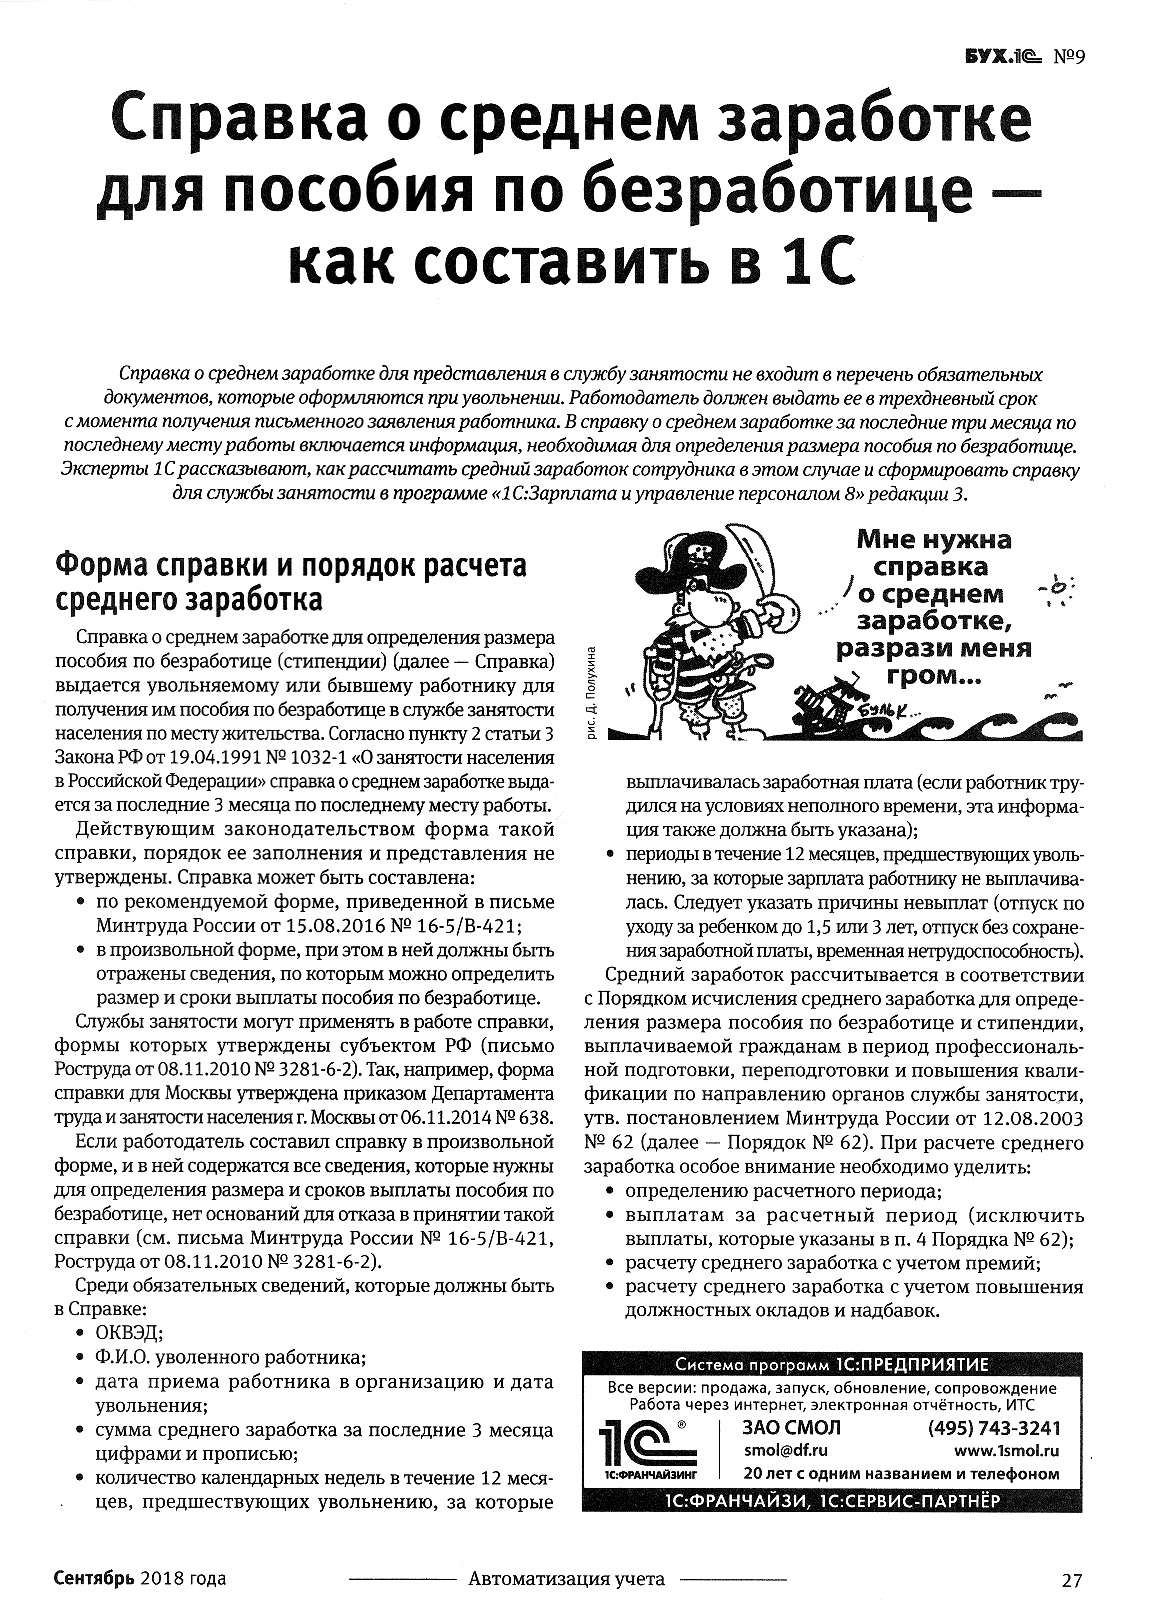 БУХ.1С №9
Справка о среднем заработке
для пособия по безработице —
как составить в 1С
Справка о среднем заработке для представления в службу занятости не входит в перечень обязательных
документов, которые оформляются при увольнении. Работодатель должен выдать ее в трехдневный срок
с момента получения письменного заявления работника. В справку о среднем заработке за последние три месяца по
последнему месту работы включается информация, необходимая для определения размера пособия по безработице.
Эксперты 1С рассказывают, как рассчитать средний заработок сотрудника в этом случае и сформировать справку
для службы занятости в программе «1С:Зарплата и управление персоналом 8» редакции 3.
Форма справки и порядок расчета
среднего заработка
Справка о среднем заработке для определения размера
пособия по безработице (стипендии) (далее — Справка)
выдается увольняемому или бывшему работнику для
получения им пособия по безработице в службе занятости
населения по месту жительства. Согласно пункту 2 статьи 3
Закона РФ от 19.04.1991 № 1032-1 «О занятости населения
в Российской Федерации» справка о среднем заработке выда-
ется за последние 3 месяца по последнему месту работы.
Действующим законодательством форма такой
справки, порядок ее заполнения и представления не
утверждены. Справка может быть составлена:
• по рекомендуемой форме, приведенной в письме
Минтруда России от 15.08.2016 № 16-5/В-421;
• в произвольной форме, при этом в ней должны быть
отражены сведения, по которым можно определить
размер и сроки выплаты пособия по безработице.
Службы занятости могут применять в работе справки,
формы которых утверждены субъектом РФ (письмо
Роструда от 08.11.2010 № 3281-6-2). Так, например, форма
справки для Москвы утверждена приказом Департамента
труда и занятости населения г. Москвы от 06.11.2014 № 638.
Если работодатель составил справку в произвольной
форме, и в ней содержатся все сведения, которые нужны
для определения размера и сроков выплаты пособия по
безработице, нет оснований для отказа в принятии такой
справки (см. письма Минтруда России № 16-5/В-421,
Роструда от 08.11.2010 № 3281-6-2).
Среди обязательных сведений, которые должны быть
в Справке:
• ОКВЭД;
• Ф.И.О. уволенного работника;
• дата приема работника в организацию и дата
увольнения;
• сумма среднего заработка за последние 3 месяца
цифрами и прописью;
• количество календарных недель в течение 12 меся-
цев, предшествующих увольнению, за которые
рис. Д. Полухина
Мне нужна
справка
о среднем
заработке,
разрази меня
гром...
БУЛЬК...
выплачивалась заработная плата (если работник тру-
дился на условиях неполного времени, эта информа-
ция также должна быть указана);
• периоды в течение 12 месяцев, предшествующих уволь-
нению, за которые зарплата работнику не выплачива-
лась. Следует указать причины невыплат (отпуск по
уходу за ребенком до 1,5 или 3 лет, отпуск без сохране-
ния заработной платы, временная нетрудоспособность).
Средний заработок рассчитывается в соответствии
с Порядком исчисления среднего заработка для опреде-
ления размера пособия по безработице и стипендии,
выплачиваемой гражданам в период профессиональ-
ной подготовки, переподготовки и повышения квали-
фикации по направлению органов службы занятости,
утв. постановлением Минтруда России от 12.08.2003
№ 62 (далее — Порядок № 62). При расчете среднего
заработка особое внимание необходимо уделить:
• определению расчетного периода;
• выплатам за расчетный период (исключить
выплаты, которые указаны в п. 4 Порядка № 62);
• расчету среднего заработка с учетом премий;
• расчету среднего заработка с учетом повышения
должностных окладов и надбавок.
Система программ 1С:ПРЕДПРИЯТИЕ
Все версии: продажа, запуск, обновление, сопровождение
Работа через интернет, электронная отчётность, ИТС
1С ®
1С:ФРАНЧАЙЗИНГ
ЗАО СМОЛ (495) 743-3241
smol@df.ru www.1smol.ru
20 лет с одним названием и телефоном
1С:ФРАНЧАЙЗИ, 1С:СЕРВИС-ПАРТНЁР
Сентябрь 2018 года
Автоматизация учета
27